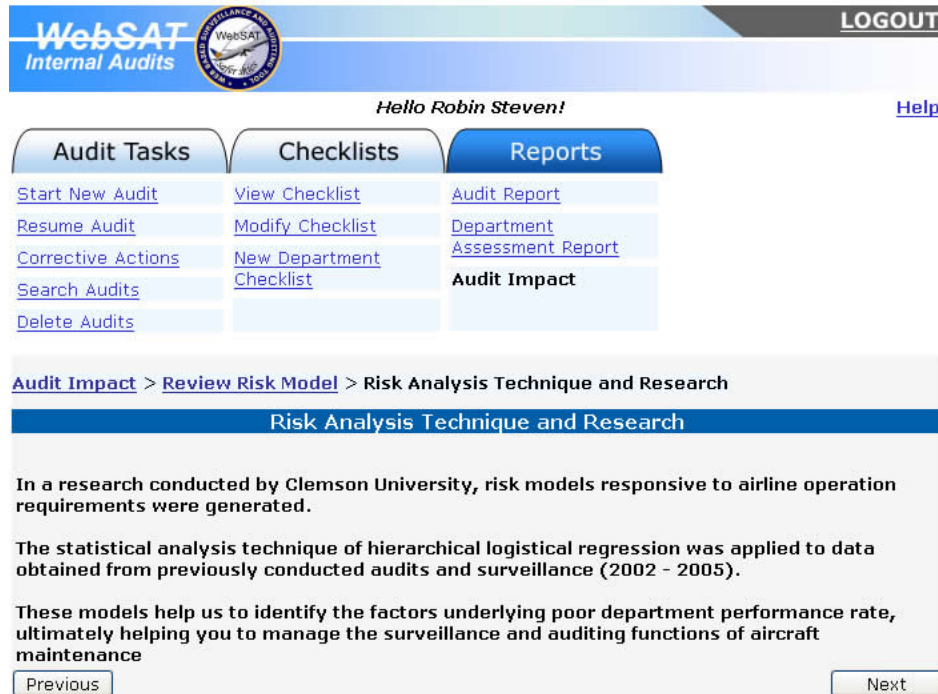 WebSAT
Internal Audits
WebSAT
LOGOUT
Hello Robin Steven!
Help
Audit Tasks
Checklists
Reports
Start New Audit
View Checklist
Audit Report
Resume Audit
Modify Checklist
Department
Assessment Report
Corrective Actions
New Department
Checklist
Audit Impact
Search Audits
Delete Audits
Audit Impact > Review Risk Model > Risk Analysis Technique and Research
Risk Analysis Technique and Research
In a research conducted by Clemson University, risk models responsive to airline operation
requirements were generated.
The statistical analysis technique of hierarchical logistical regression was applied to data
obtained from previously conducted audits and surveillance (2002 - 2005).
These models help us to identify the factors underlying poor department performance rate,
ultimately helping you to manage the surveillance and auditing functions of aircraft
maintenance
Previous
Next